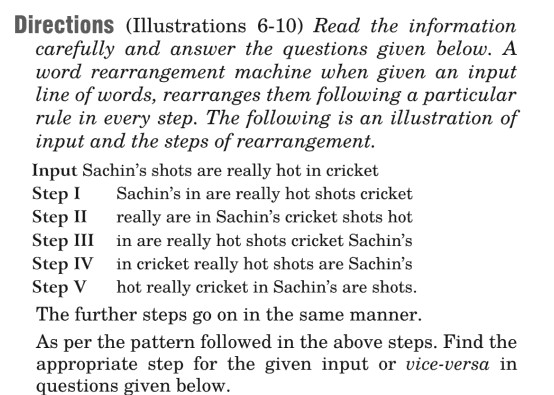 Directions (Illustrations 6-10) Read the information
carefully and answer the questions given below. A
word rearrangement machine when given an input
line of words, rearranges them following a particular
rule in every step. The following is an illustration of
input and the steps of rearrangement.
Input Sachin's shots are really hot in cricket
Step I Sachin's in are really hot shots cricket
Step II really are in Sachin's cricket shots hot
Step III in are really hot shots cricket Sachin's
Step IV in cricket really hot shots are Sachin's
Step V hot really cricket in Sachin's are shots.
The further steps go on in the same manner.
As per the pattern followed in the above steps. Find the
appropriate step for the given input or vice-versa in
questions given below.